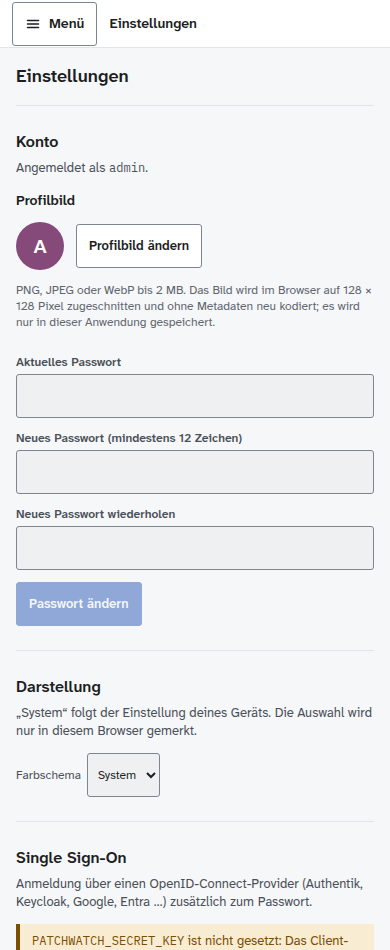 Menü
Einstellungen
Einstellungen
Konto
Angemeldet als admin.
Profilbild
A
Profilbild ändern
PNG, JPEG oder WebP bis 2 MB. Das Bild wird im Browser auf 128 ×
128 Pixel zugeschnitten und ohne Metadaten neu kodiert; es wird
nur in dieser Anwendung gespeichert.
Aktuelles Passwort
Neues Passwort (mindestens 12 Zeichen)
Neues Passwort wiederholen
Passwort ändern
Darstellung
„System“ folgt der Einstellung deines Geräts. Die Auswahl wird
nur in diesem Browser gemerkt.
Farbschema
System
Single Sign-On
Anmeldung über einen OpenID-Connect-Provider (Authentik,
Keycloak, Google, Entra …) zusätzlich zum Passwort.
PATCHWATCH_SECRET_KEY ist nicht gesetzt: Das Client-